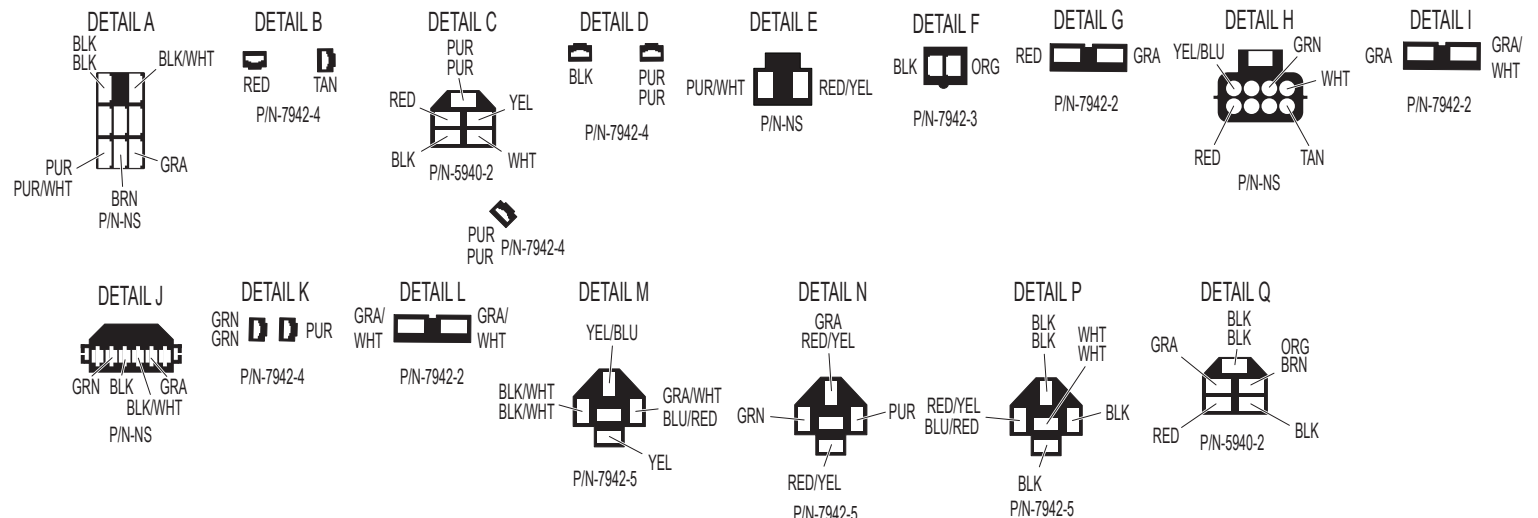 DETAIL A
BLK
BLK
BLK/WHT
PUR
PUR/WHT
GRA
BRN
P/N-NS
DETAIL B
RED
TAN
P/N-7942-4
DETAIL C
PUR
PUR
RED
YEL
BLK
WHT
P/N-5940-2
PUR
PUR
P/N-7942-4
DETAIL D
BLK
PUR
PUR
P/N-7942-4
DETAIL E
PUR/WHT
RED/YEL
P/N-NS
DETAIL F
BLK
ORG
P/N-7942-3
DETAIL G
RED
GRA
P/N-7942-2
DETAIL H
YEL/BLU
GRN
WHT
RED
TAN
P/N-NS
DETAIL I
GRA
GRA/
WHT
P/N-7942-2
DETAIL J
GRN
BLK
GRA
BLK/WHT
P/N-NS
DETAIL K
GRN
GRN
PUR
P/N-7942-4
DETAIL L
GRA/
WHT
GRA/
WHT
P/N-7942-2
DETAIL M
YEL/BLU
BLK/WHT
BLK/WHT
GRA/WHT
BLU/RED
YEL
P/N-7942-5
DETAIL N
GRA
RED/YEL
GRN
PUR
RED/YEL
P/N-7942-5
DETAIL P
BLK
BLK
WHT
WHT
RED/YEL
BLU/RED
BLK
BLK
P/N-7942-5
DETAIL Q
BLK
BLK
GRA
ORG
BRN
RED
BLK
P/N-5940-2